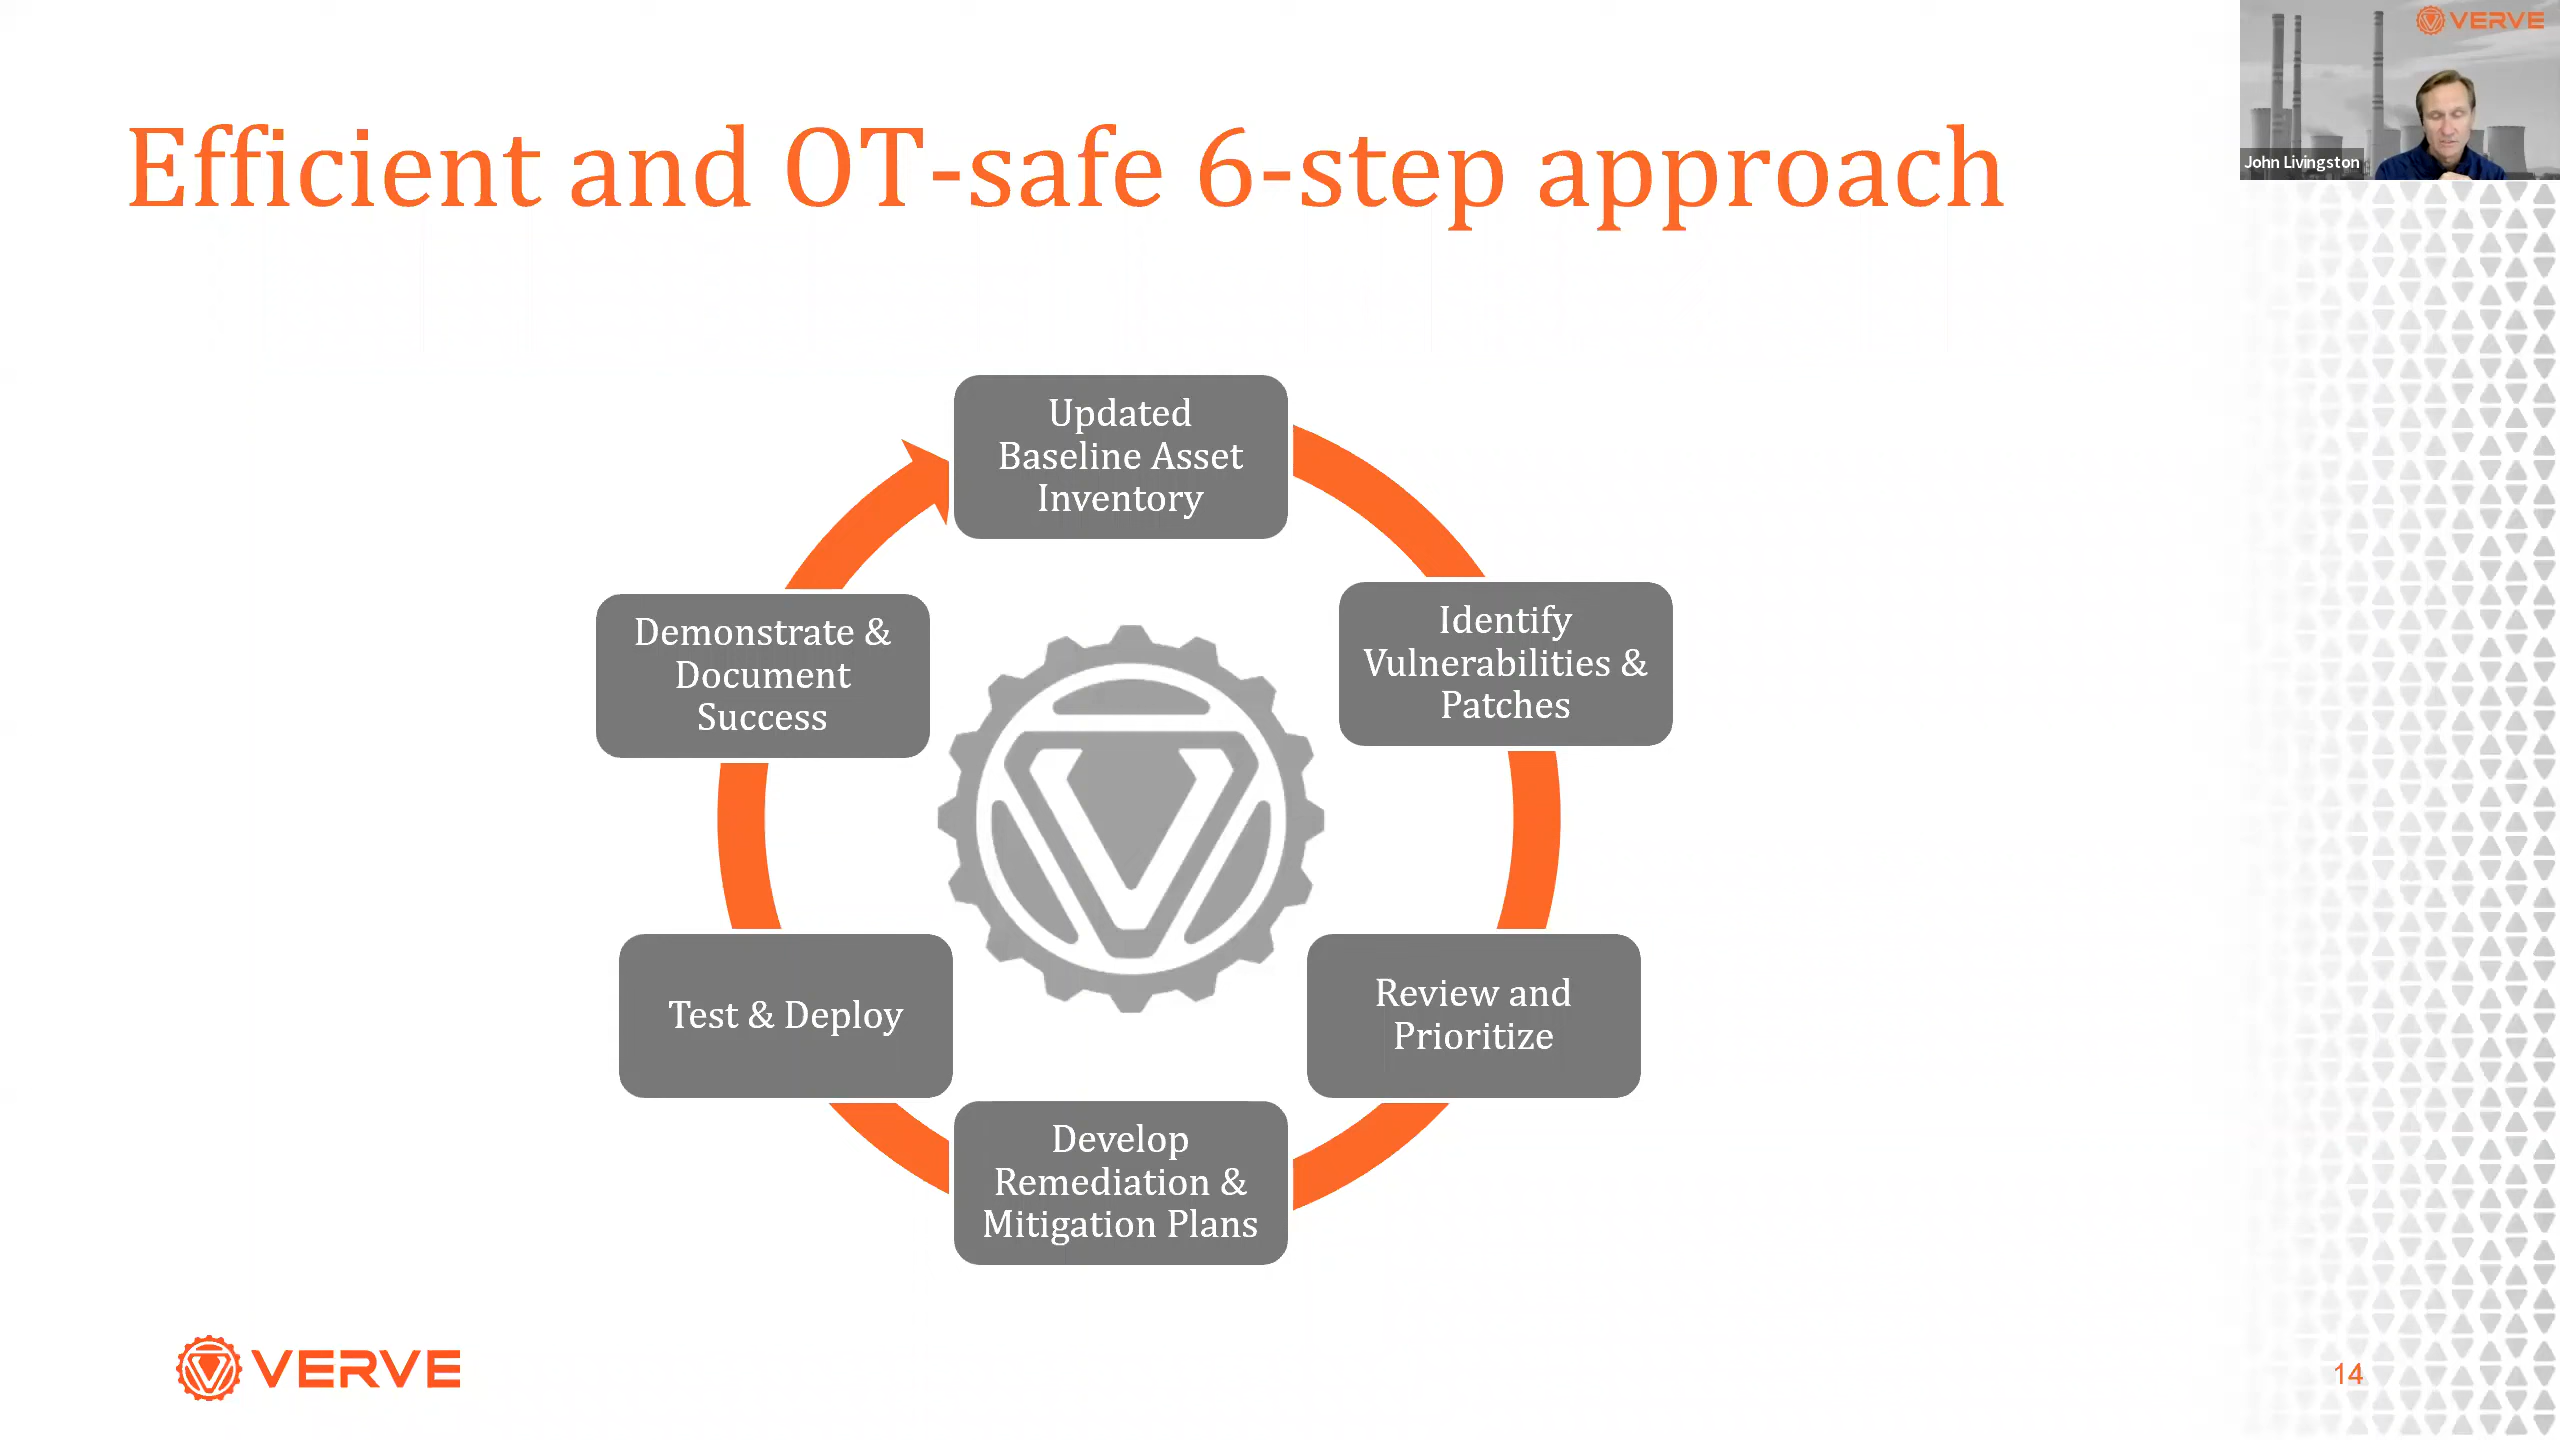 VERVE
John Livingston
Efficient and OT-safe 6-step approach
Updated
Baseline Asset
Inventory
Identify
Vulnerabilities &
Patches
Review and
Prioritize
Develop
Remediation &
Mitigation Plans
Test & Deploy
Demonstrate &
Document
Success
VERVE
14